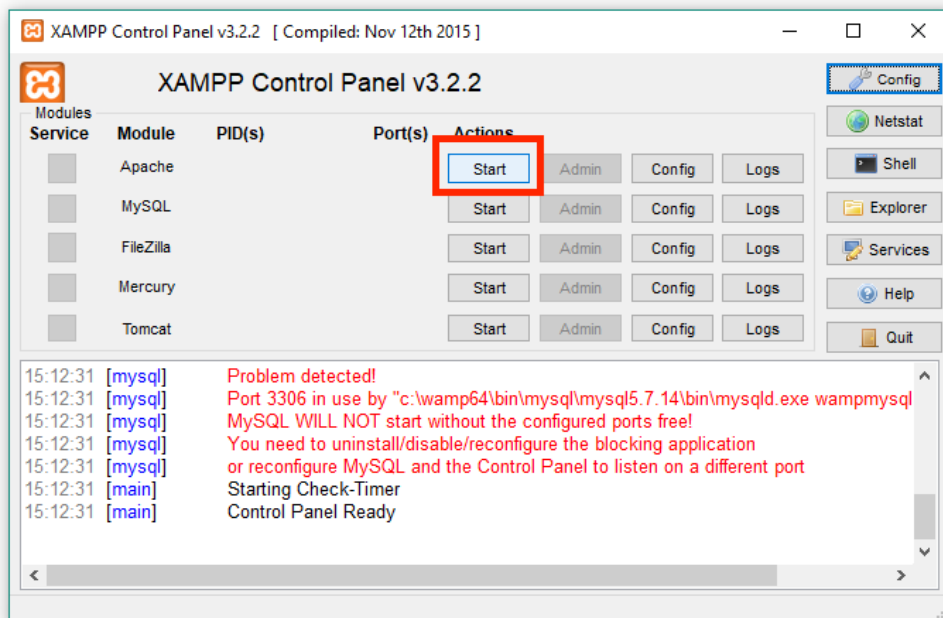 XAMPP Control Panel v3.2.2 [ Compiled: Nov 12th 2015 ]
XAMPP Control Panel v3.2.2
Config
Modules
Service Module PID(s) Port(s) Actions
Netstat
Apache Start Admin Config Logs
Shell
MySQL Start Admin Config Logs
Explorer
FileZilla Start Admin Config Logs
Services
Mercury Start Admin Config Logs
Help
Tomcat Start Admin Config Logs
Quit
15:12:31 [mysql] Problem detected!
15:12:31 [mysql] Port 3306 in use by "c:\wamp64\bin\mysql\mysql5.7.14\bin\mysqld.exe wampmysql
15:12:31 [mysql] MySQL WILL NOT start without the configured ports free!
15:12:31 [mysql] You need to uninstall/disable/reconfigure the blocking application
15:12:31 [mysql] or reconfigure MySQL and the Control Panel to listen on a different port
15:12:31 [main] Starting Check-Timer
15:12:31 [main] Control Panel Ready